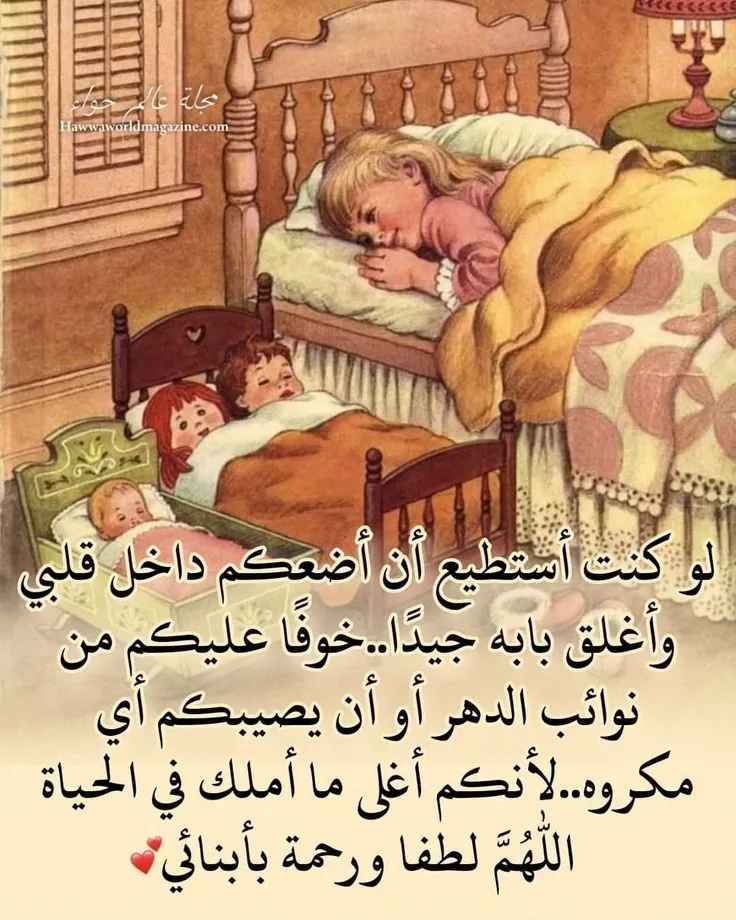 مجلة عالم حواء
Hawwaworldmagazine.com
لو كنت أستطيع أن أضعكم داخل قلبي
وأغلق بابه جيدًا..خوفًا عليكم من
نوائب الدهر أو أن يصيبكم أي
مكروه..لأنكم أغلى ما أملك في الحياة
اللّهُمَّ لطفا ورحمة بأبنائي💕